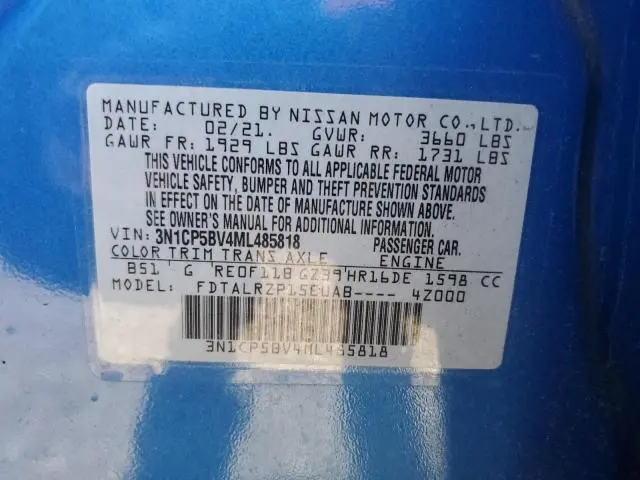 MANUFACTURED BY NISSAN MOTOR CO.,LTD.
DATE: 02/21. GVWR: 3660 LBS
GAWR FR: 1929 LBS GAWR RR: 1731 LBS
THIS VEHICLE CONFORMS TO ALL APPLICABLE FEDERAL MOTOR
VEHICLE SAFETY, BUMPER AND THEFT PREVENTION STANDARDS
IN EFFECT ON THE DATE OF MANUFACTURE SHOWN ABOVE.
SEE OWNER'S MANUAL FOR ADDITIONAL INFORMATION.
VIN: 3N1CP5BV4ML485818 PASSENGER CAR.
COLOR TRIM TRANS AXLE ENGINE
B51 G RE0F11B GZ39 HR16DE 1598 CC
MODEL: FDTALRZP15EUAB---- 4Z000
3N1CP5BV4ML485818